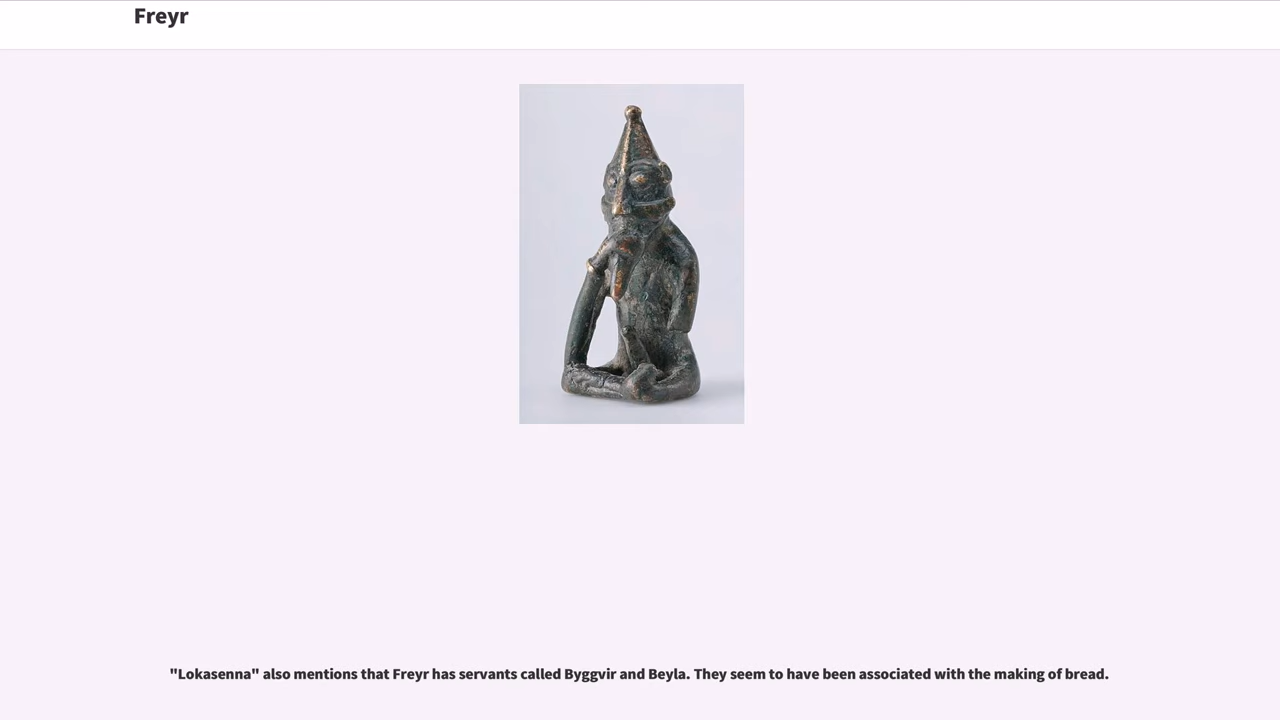 Freyr
"Lokasenna" also mentions that Freyr has servants called Byggvir and Beyla. They seem to have been associated with the making of bread.